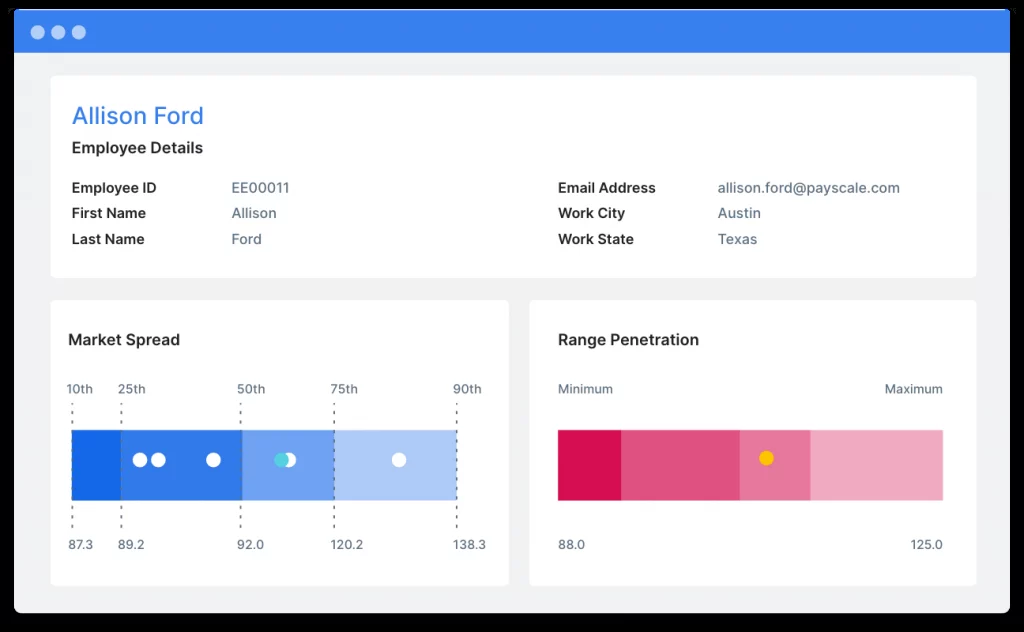 Allison Ford
Employee Details
Employee ID EE00011
First Name Allison
Last Name Ford
Email Address allison.ford@payscale.com
Work City Austin
Work State Texas
Market Spread
10th 25th 50th 75th 90th
87.3 89.2 92.0 120.2 138.3
Range Penetration
Minimum Maximum
88.0 125.0